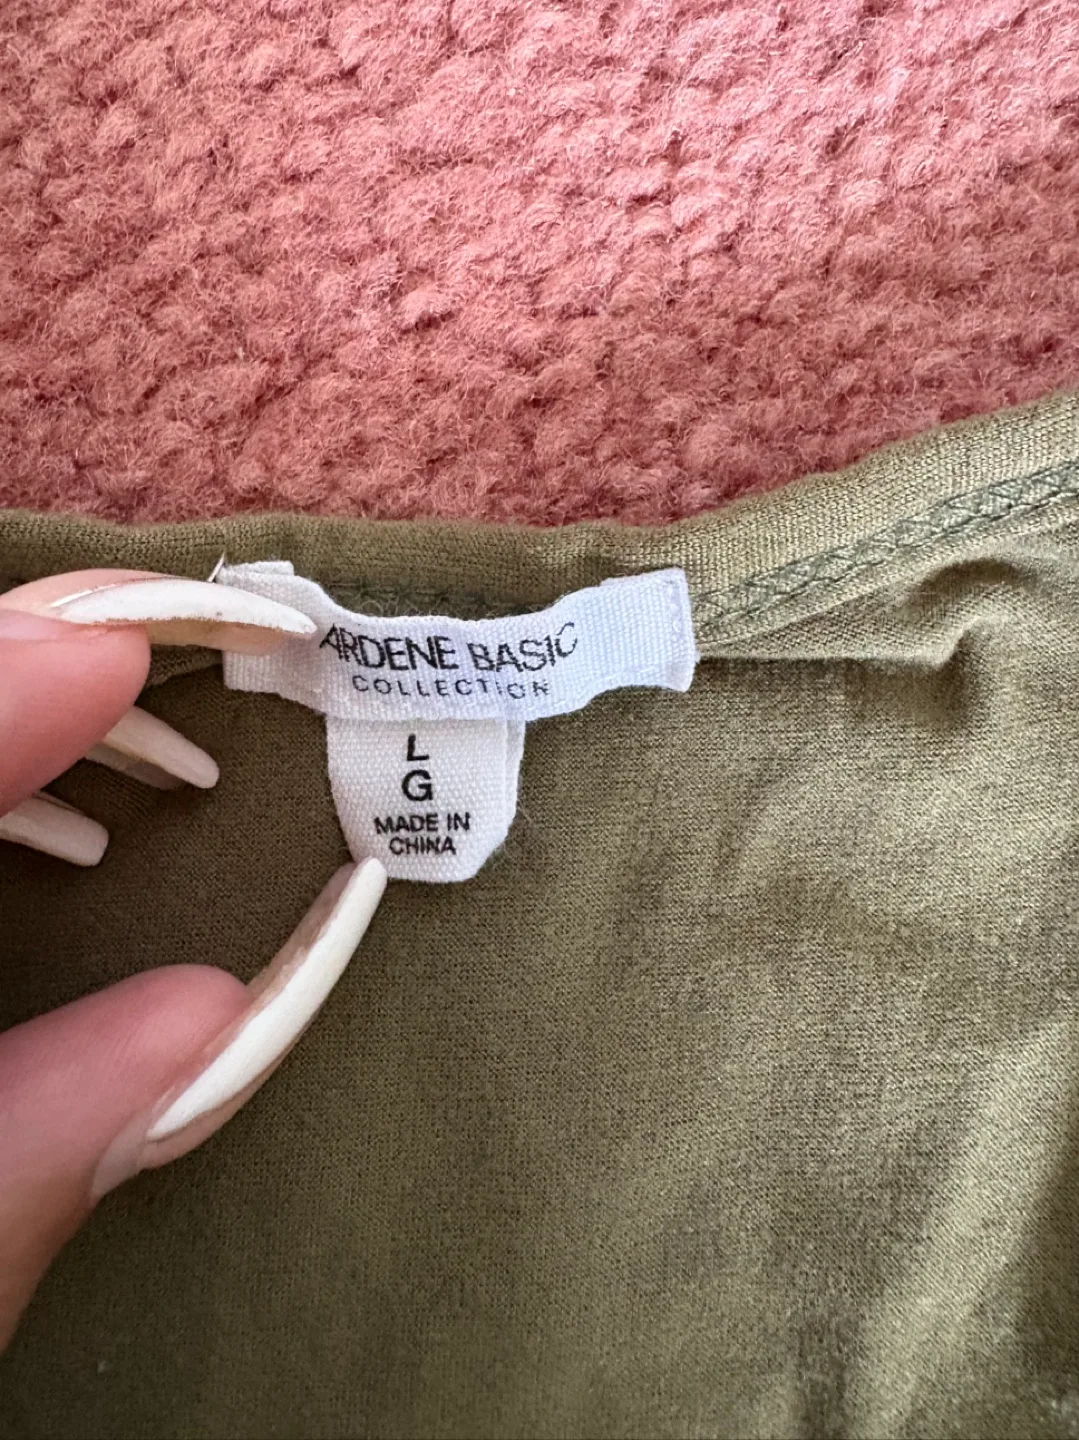 ARDENE BASIC
COLLECTION
L
G
MADE IN
CHINA